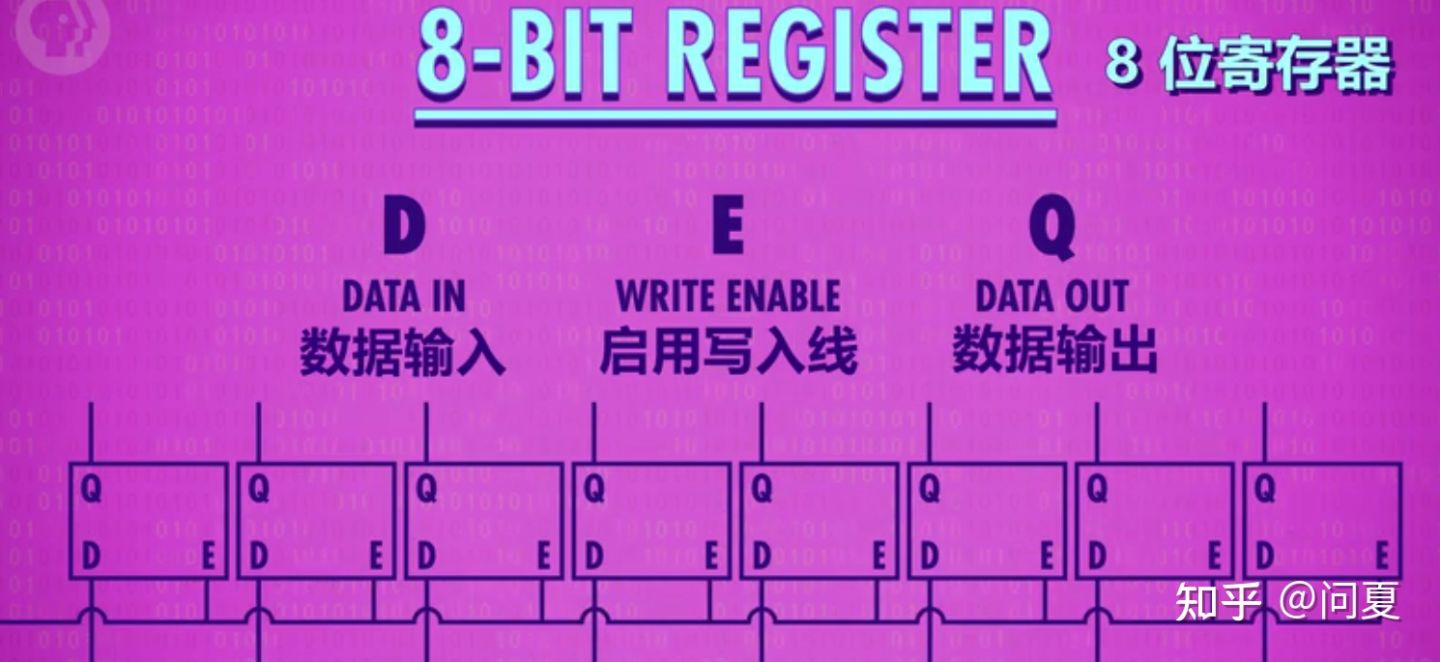 8-BIT REGISTER 8 位寄存器
D E Q
DATA IN WRITE ENABLE DATA OUT
数据输入 启用写入线 数据输出
Q Q Q Q Q Q Q Q
D E D E D E D E D E D E D E D E
知乎 @问夏